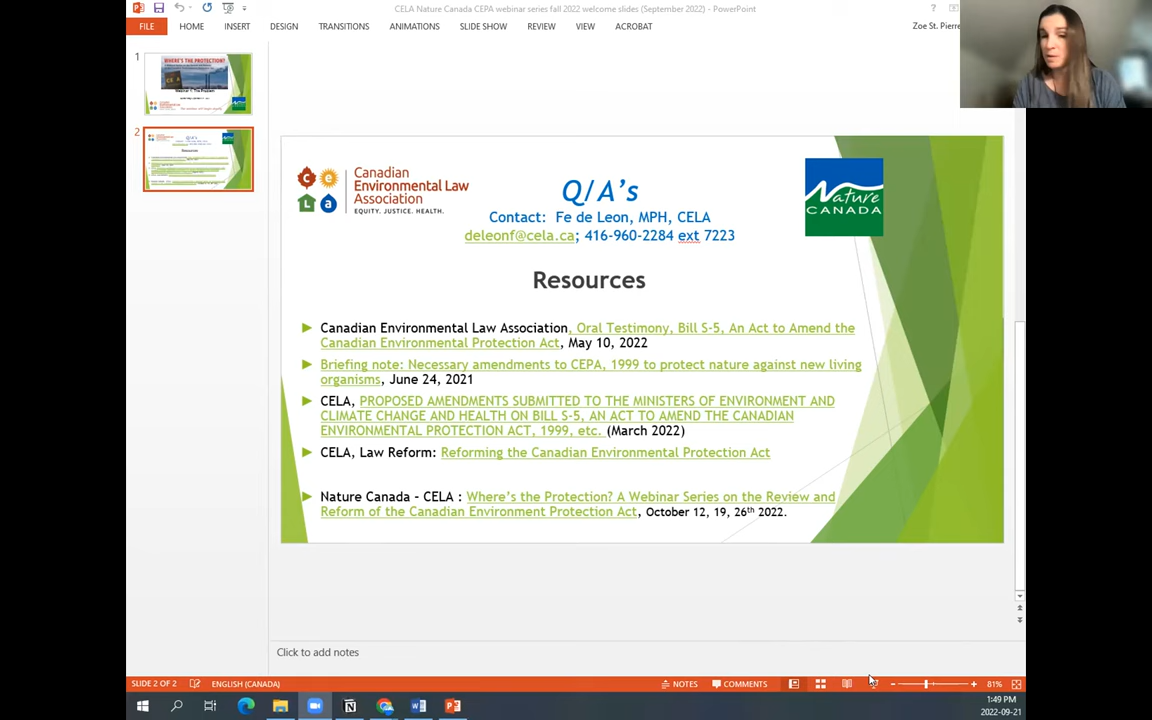 CELA Nature Canada CEPA webinar series fall 2022 welcome slides (September 2022) - PowerPoint
FILE HOME INSERT DESIGN TRANSITIONS ANIMATIONS SLIDE SHOW REVIEW VIEW ACROBAT
Zoe St. Pierre
1
WHERE'S THE PROTECTION?
2
Canadian
Environmental Law
Association
EQUITY. JUSTICE. HEALTH.
c e L a
Q/A's
Contact: Fe de Leon, MPH, CELA
deleonf@cela.ca; 416-960-2284 ext 7223
Nature
CANADA
Resources
Canadian Environmental Law Association, Oral Testimony, Bill S-5, An Act to Amend the
Canadian Environmental Protection Act, May 10, 2022
Briefing note: Necessary amendments to CEPA, 1999 to protect nature against new living
organisms, June 24, 2021
CELA, PROPOSED AMENDMENTS SUBMITTED TO THE MINISTERS OF ENVIRONMENT AND
CLIMATE CHANGE AND HEALTH ON BILL S-5, AN ACT TO AMEND THE CANADIAN
ENVIRONMENTAL PROTECTION ACT, 1999, etc. (March 2022)
CELA, Law Reform: Reforming the Canadian Environmental Protection Act
Nature Canada – CELA : Where's the Protection? A Webinar Series on the Review and
Reform of the Canadian Environment Protection Act, October 12, 19, 26th 2022.
Click to add notes
SLIDE 2 OF 2 ENGLISH (CANADA) NOTES COMMENTS 81%
1:49 PM
2022-09-21